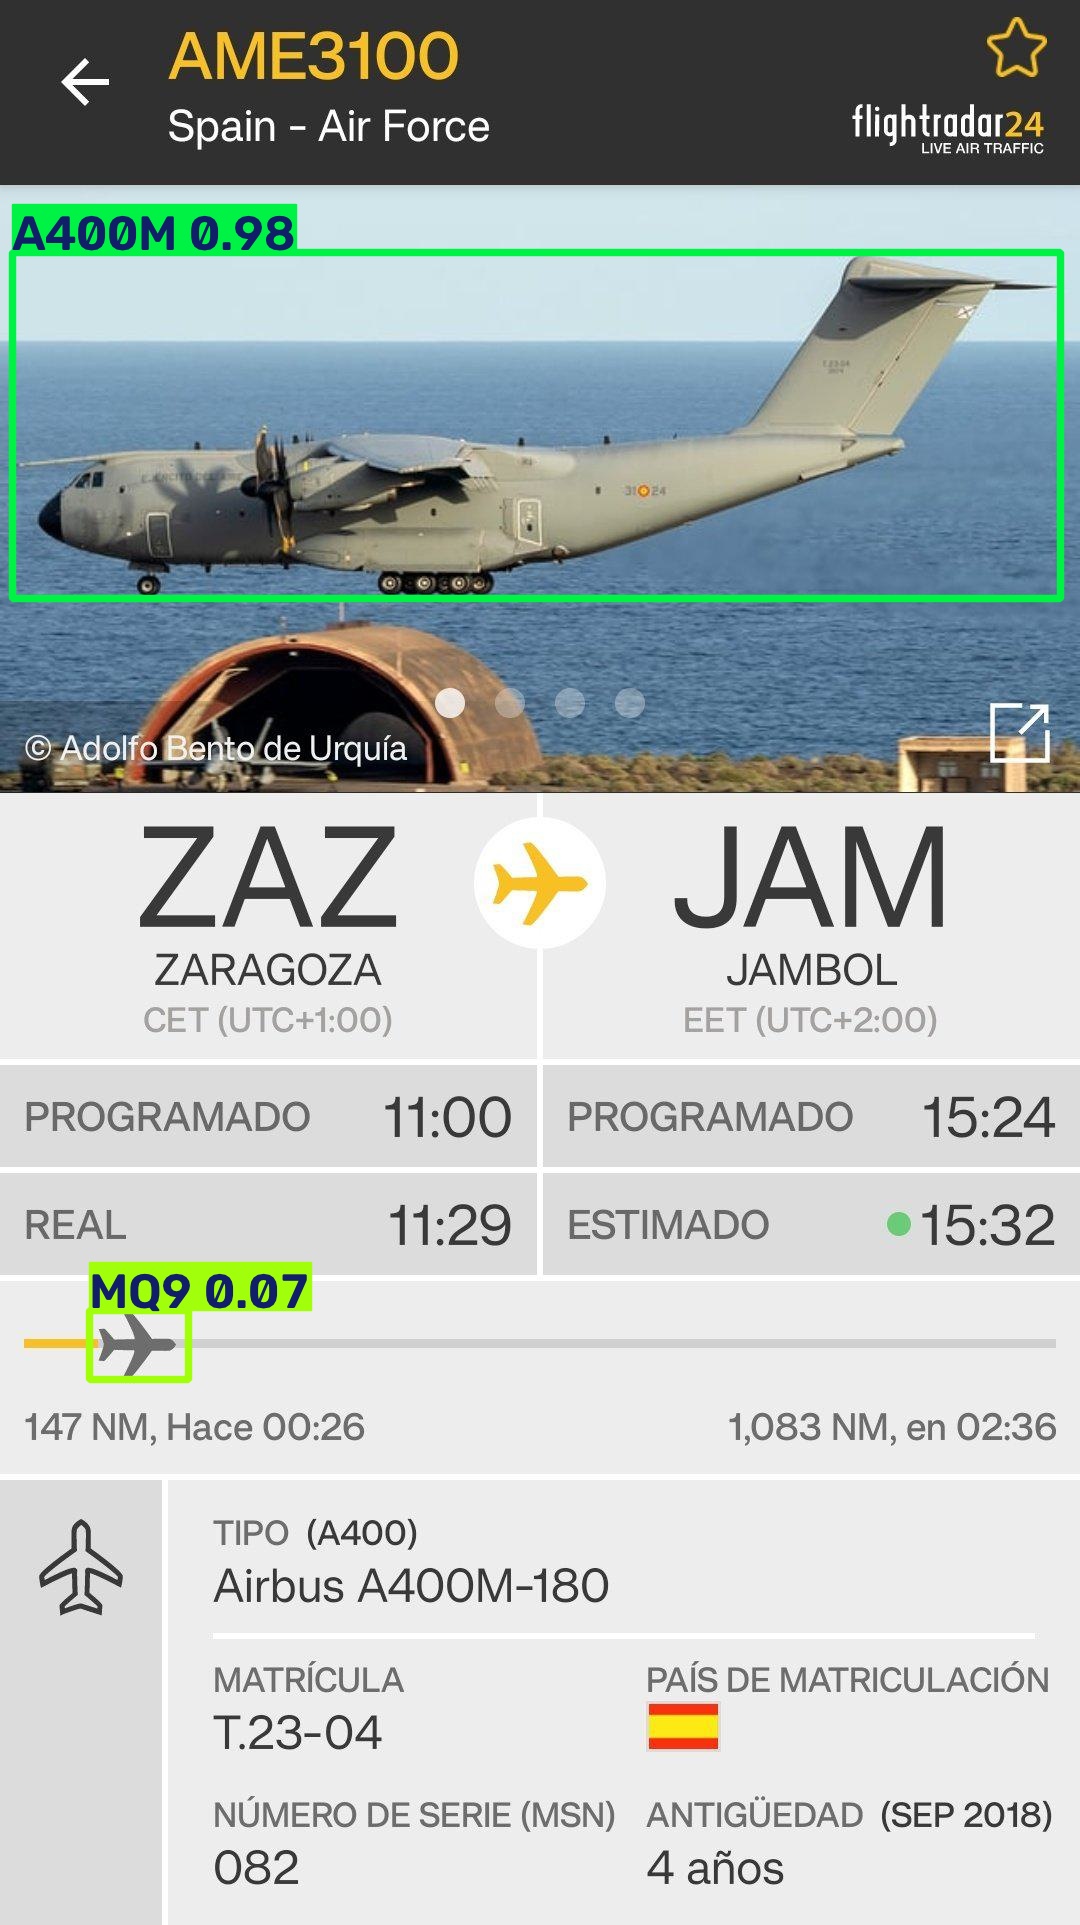 AME3100
Spain - Air Force
flightradar24
LIVE AIR TRAFFIC
A400M 0.98
31 24
© Adolfo Bento de Urquía
ZAZ
ZARAGOZA
CET (UTC+1:00)
JAM
JAMBOL
EET (UTC+2:00)
PROGRAMADO 11:00
PROGRAMADO 15:24
REAL 11:29
ESTIMADO 15:32
MQ9 0.07
147 NM, Hace 00:26
1,083 NM, en 02:36
TIPO (A400)
Airbus A400M-180
MATRÍCULA
T.23-04
PAÍS DE MATRICULACIÓN
NÚMERO DE SERIE (MSN)
082
ANTIGÜEDAD (SEP 2018)
4 años